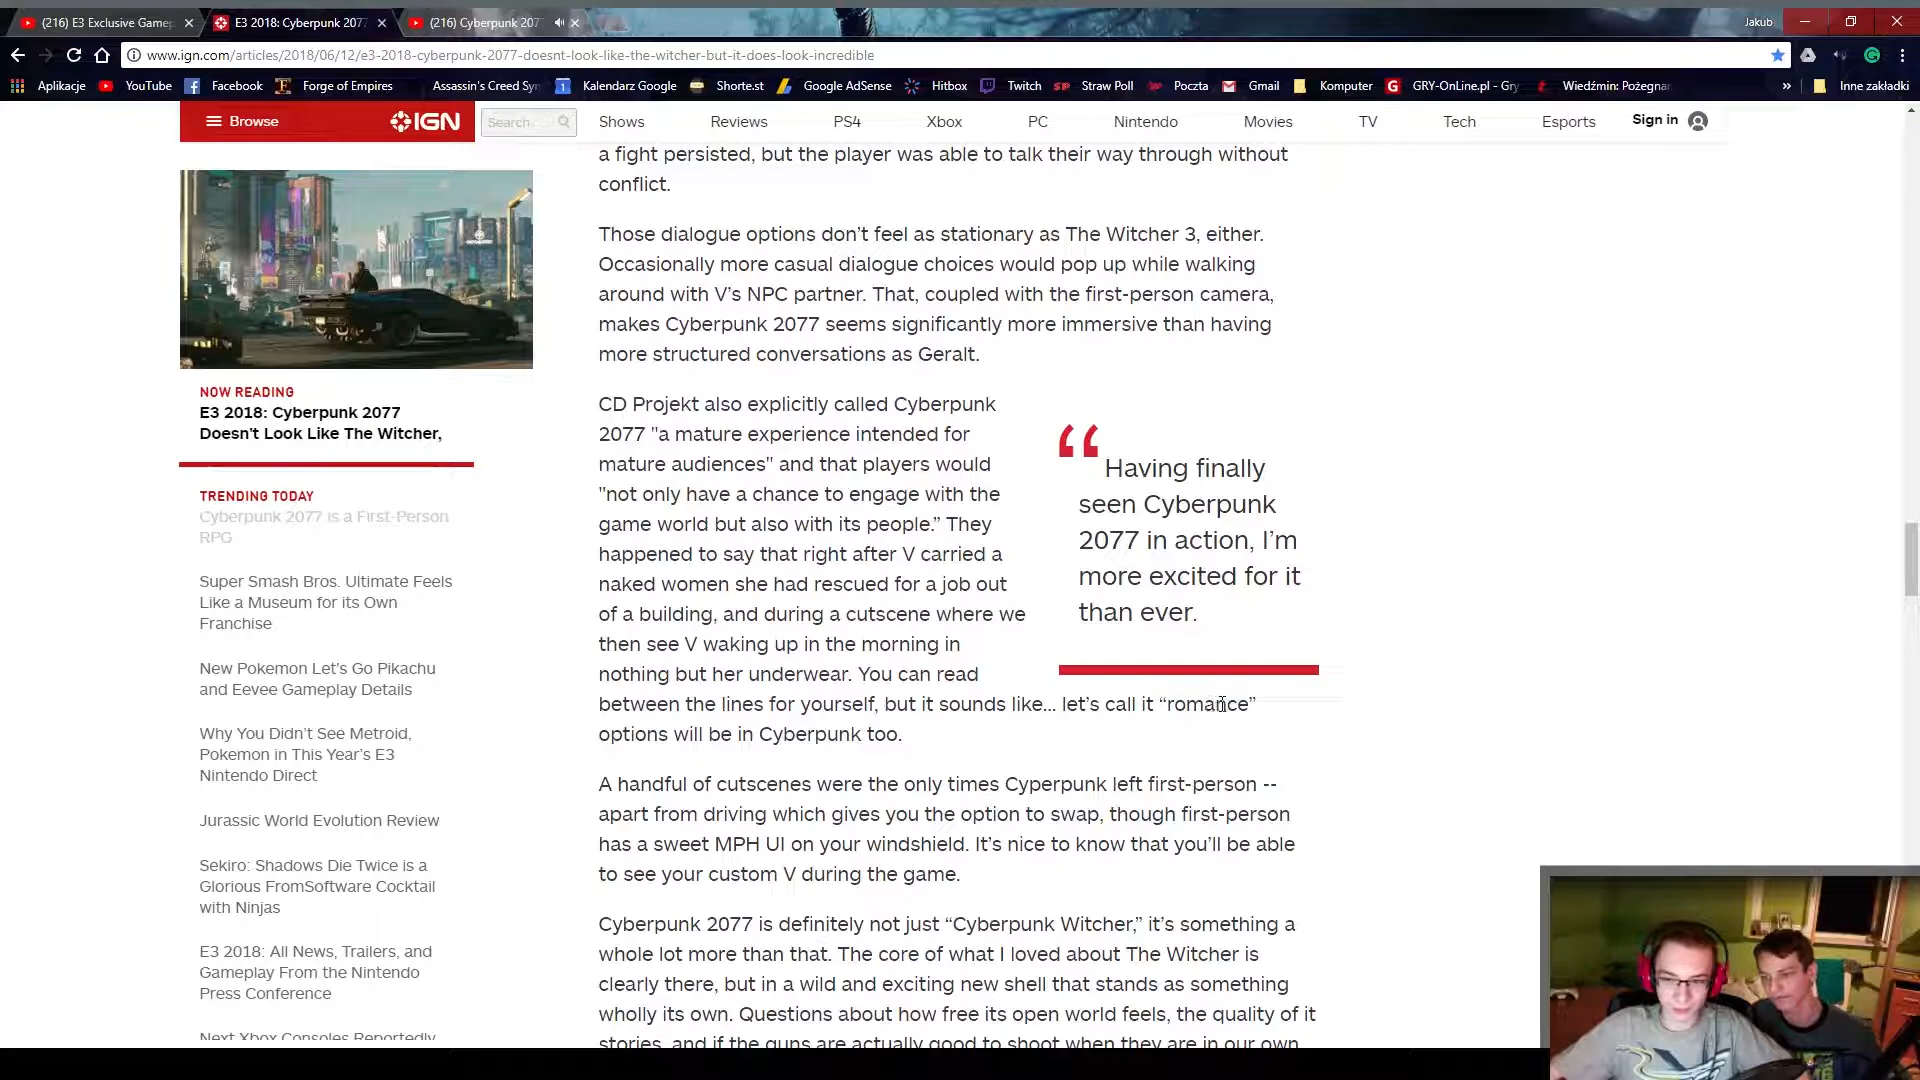 (216) E3 Exclusive Gamep
E3 2018: Cyberpunk 2077
(216) Cyberpunk 207
Jakub
www.ign.com/articles/2018/06/12/e3-2018-cyberpunk-2077-doesnt-look-like-the-witcher-but-it-does-look-incredible
Aplikacje YouTube Facebook Forge of Empires Assassin's Creed Syn Kalendarz Google Shorte.st Google AdSense Hitbox Twitch Straw Poll Poczta Gmail Komputer GRY-OnLine.pl - Gry Wiedźmin: Pożegnan » Inne zakładki
Browse IGN Search Shows Reviews PS4 Xbox PC Nintendo Movies TV Tech Esports Sign in
NOW READING
E3 2018: Cyberpunk 2077
Doesn't Look Like The Witcher,
TRENDING TODAY
Cyberpunk 2077 is a First-Person
RPG
Super Smash Bros. Ultimate Feels
Like a Museum for its Own
Franchise
New Pokemon Let's Go Pikachu
and Eevee Gameplay Details
Why You Didn't See Metroid,
Pokemon in This Year's E3
Nintendo Direct
Jurassic World Evolution Review
Sekiro: Shadows Die Twice is a
Glorious FromSoftware Cocktail
with Ninjas
E3 2018: All News, Trailers, and
Gameplay From the Nintendo
Press Conference
Next Xbox Consoles Reportedly
a fight persisted, but the player was able to talk their way through without
conflict.
Those dialogue options don't feel as stationary as The Witcher 3, either.
Occasionally more casual dialogue choices would pop up while walking
around with V's NPC partner. That, coupled with the first-person camera,
makes Cyberpunk 2077 seems significantly more immersive than having
more structured conversations as Geralt.
CD Projekt also explicitly called Cyberpunk
2077 "a mature experience intended for
mature audiences" and that players would
"not only have a chance to engage with the
game world but also with its people.” They
happened to say that right after V carried a
naked women she had rescued for a job out
of a building, and during a cutscene where we
then see V waking up in the morning in
nothing but her underwear. You can read
between the lines for yourself, but it sounds like... let's call it “romance”
options will be in Cyberpunk too.
“ Having finally
seen Cyberpunk
2077 in action, I'm
more excited for it
than ever.
A handful of cutscenes were the only times Cyperpunk left first-person --
apart from driving which gives you the option to swap, though first-person
has a sweet MPH UI on your windshield. It's nice to know that you'll be able
to see your custom V during the game.
Cyberpunk 2077 is definitely not just “Cyberpunk Witcher,” it's something a
whole lot more than that. The core of what I loved about The Witcher is
clearly there, but in a wild and exciting new shell that stands as something
wholly its own. Questions about how free its open world feels, the quality of it
stories, and if the guns are actually good to shoot when they are in our own